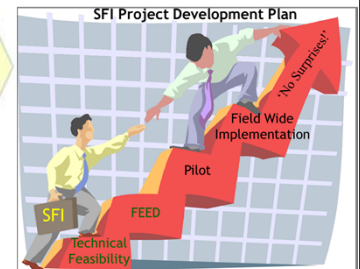 SFI Project Development Plan
'No Surprises!'
Field Wide
Implementation
Pilot
FEED
SFI
Technical
Feasibility